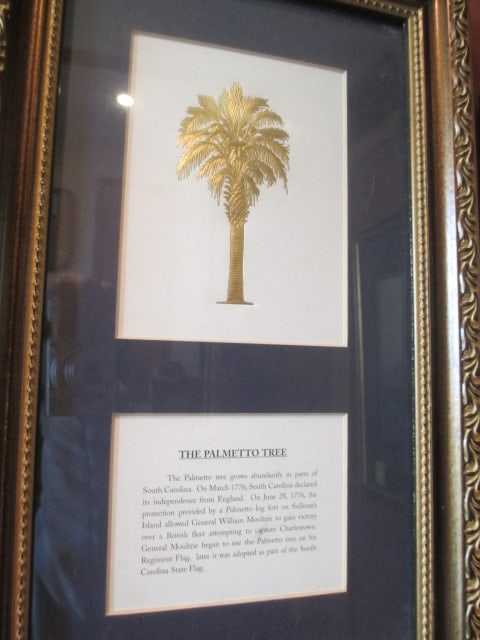 THE PALMETTO TREE
The Palmetto tree grows abundantly in parts of
South Carolina. On March 1776, South Carolina declared
its independence from England. On June 28, 1776, the
protection provided by a Palmetto log fort on Sullivan's
Island allowed General William Moultrie to gain victory
over a British fleet attempting to capture Charlestown.
General Moultrie began to use the Palmetto tree on his
Regiment Flag, later it was adopted as part of the South
Carolina State Flag.